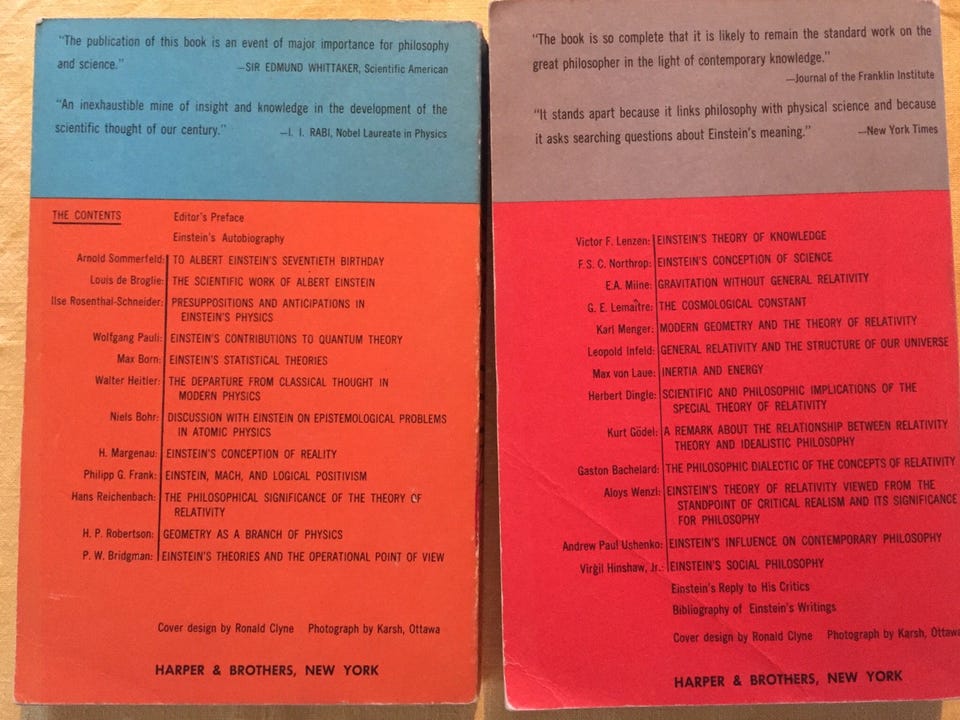 "The publication of this book is an event of major importance for philosophy
and science."
—SIR EDMUND WHITTAKER, Scientific American
"An inexhaustible mine of insight and knowledge in the development of the
scientific thought of our century."
—I. I. RABI, Nobel Laureate in Physics
THE CONTENTS
Editor's Preface
Einstein's Autobiography
Arnold Sommerfeld: TO ALBERT EINSTEIN'S SEVENTIETH BIRTHDAY
Louis de Broglie: THE SCIENTIFIC WORK OF ALBERT EINSTEIN
Ilse Rosenthal-Schneider: PRESUPPOSITIONS AND ANTICIPATIONS IN
EINSTEIN'S PHYSICS
Wolfgang Pauli: EINSTEIN'S CONTRIBUTIONS TO QUANTUM THEORY
Max Born: EINSTEIN'S STATISTICAL THEORIES
Walter Heitler: THE DEPARTURE FROM CLASSICAL THOUGHT IN
MODERN PHYSICS
Niels Bohr: DISCUSSION WITH EINSTEIN ON EPISTEMOLOGICAL PROBLEMS
IN ATOMIC PHYSICS
H. Margenau: EINSTEIN'S CONCEPTION OF REALITY
Philipp G. Frank: EINSTEIN, MACH, AND LOGICAL POSITIVISM
Hans Reichenbach: THE PHILOSOPHICAL SIGNIFICANCE OF THE THEORY OF
RELATIVITY
H. P. Robertson: GEOMETRY AS A BRANCH OF PHYSICS
P. W. Bridgman: EINSTEIN'S THEORIES AND THE OPERATIONAL POINT OF VIEW
Cover design by Ronald Clyne Photograph by Karsh, Ottawa
HARPER & BROTHERS, NEW YORK
"The book is so complete that it is likely to remain the standard work on the
great philosopher in the light of contemporary knowledge."
—Journal of the Franklin Institute
"It stands apart because it links philosophy with physical science and because
it asks searching questions about Einstein's meaning."
—New York Times
Victor F. Lenzen: EINSTEIN'S THEORY OF KNOWLEDGE
F.S.C. Northrop: EINSTEIN'S CONCEPTION OF SCIENCE
E.A. Milne: GRAVITATION WITHOUT GENERAL RELATIVITY
G. E. Lemaître: THE COSMOLOGICAL CONSTANT
Karl Menger: MODERN GEOMETRY AND THE THEORY OF RELATIVITY
Leopold Infeld: GENERAL RELATIVITY AND THE STRUCTURE OF OUR UNIVERSE
Max von Laue: INERTIA AND ENERGY
Herbert Dingle: SCIENTIFIC AND PHILOSOPHIC IMPLICATIONS OF THE
SPECIAL THEORY OF RELATIVITY
Kurt Gödel: A REMARK ABOUT THE RELATIONSHIP BETWEEN RELATIVITY
THEORY AND IDEALISTIC PHILOSOPHY
Gaston Bachelard: THE PHILOSOPHIC DIALECTIC OF THE CONCEPTS OF RELATIVITY
Aloys Wenzl: EINSTEIN'S THEORY OF RELATIVITY VIEWED FROM THE
STANDPOINT OF CRITICAL REALISM AND ITS SIGNIFICANCE
FOR PHILOSOPHY
Andrew Paul Ushenko: EINSTEIN'S INFLUENCE ON CONTEMPORARY PHILOSOPHY
Virgil Hinshaw, Jr.: EINSTEIN'S SOCIAL PHILOSOPHY
Einstein's Reply to His Critics
Bibliography of Einstein's Writings
Cover design by Ronald Clyne Photograph by Karsh, Ottawa
HARPER & BROTHERS, NEW YORK